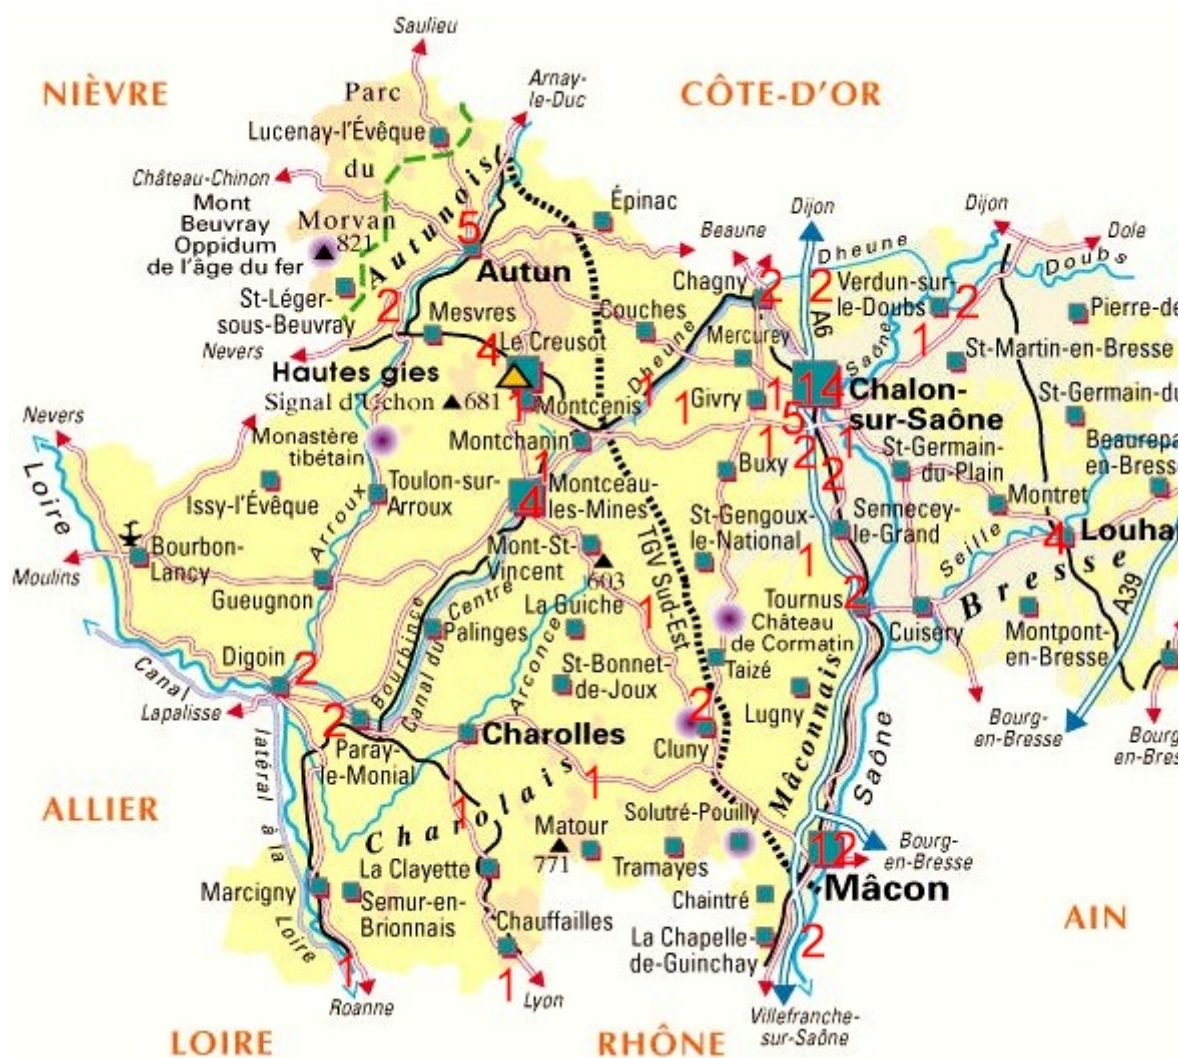 Saulieu
NIÈVRE
Arnay-
le-Duc
CÔTE-D'OR
Parc
Lucenay-l'Évêque
du
Château-Chinon
Mont
Beuvray
Oppidum
de l'âge du fer
Morvan
821
Autunois
5
Autun
Épinac
Beaune
Dijon
Dheune
Dijon
Dole
Doubs
St-Léger-
sous-Beuvray
2
Mesvres
Couches
Chagny
2
2
A6
Verdun-sur-
le-Doubs
2
Pierre-de
Nevers
4
Le Creusot
Dheune
Mercurey
Saône
1
St-Martin-en-Bresse
Hautes gies
Signal d'Uchon
681
1
Montcenis
1
1
Givry
1
14
Chalon-
sur-Saône
St-Germain-du
5
1
Nevers
Monastère
tibétain
Montchanin
1
Buxy
1
2
2
St-Germain-
du-Plain
Beaurepa
en-Bresse
Loire
Issy-l'Évêque
Toulon-sur-
Arroux
Arroux
4
Montceau-
les-Mines
TGV Sud-Est
St-Gengoux-
le-National
Sennecey-
le-Grand
Montret
4
Louha
Seille
Moulins
Bourbon-
Lancy
Gueugnon
Mont-St-
Vincent
603
1
Bresse
A39
Bourbince
Canal du Centre
Palinges
La Guiche
1
Château
de Cormatin
Tournus
2
Cuisery
Montpont-
en-Bresse
Arconce
Digoin
2
Canal
Lapalisse
St-Bonnet-
de-Joux
Taizé
Lugny
Mâconnais
Saône
Bourg-
en-Bresse
Bourg
en-Bress
2
Paray-
le-Monial
Charolles
2
Cluny
latéral à la
Loire
ALLIER
Charolais
1
1
Matour
771
Solutré-Pouilly
Tramayes
12
Mâcon
Bourg-
en-Bresse
La Clayette
Marcigny
Semur-en-
Brionnais
Chauffailles
Chaintré
La Chapelle-
de-Guinchay
2
AIN
1
Roanne
1
Lyon
Villefranche-
sur-Saône
LOIRE
RHÔNE